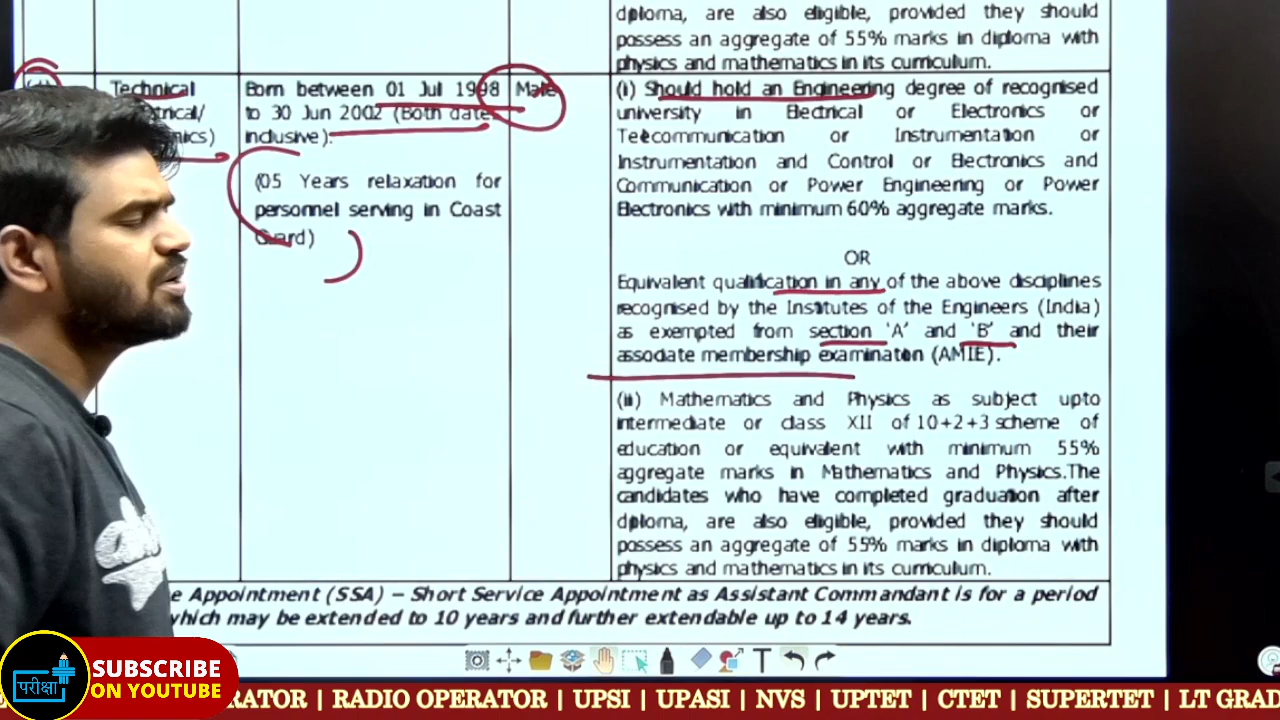 diploma, are also eligible, provided they should
possess an aggregate of 55% marks in diploma with
physics and mathematics in its curriculum.
Technical
Born between 01 Jul 1998
to 30 Jun 2002 (Both date
inclusive).
(05 Years relaxation for
personnel serving in Coast
Guard)
Male
(i) Should hold an Engineering degree of recognised
university in Electrical or Electronics or
Telecommunication or Instrumentation or
Instrumentation and Control or Electronics and
Communication or Power Engineering or Power
Electronics with minimum 60% aggregate marks.
OR
Equivalent qualification in any of the above disciplines
recognised by the Institutes of the Engineers (India)
as exempted from section 'A' and 'B' and their
associate membership examination (AMIE).
(ii) Mathematics and Physics as subject upto
intermediate or class XII of 10+2+3 scheme of
education or equivalent with minimum 55%
aggregate marks in Mathematics and Physics.The
candidates who have completed graduation after
diploma, are also eligible, provided they should
possess an aggregate of 55% marks in diploma with
physics and mathematics in its curriculum.
e Appointment (SSA) – Short Service Appointment as Assistant Commandant is for a period
which may be extended to 10 years and further extendable up to 14 years.
परीक्षा
SUBSCRIBE
ON YOUTUBE
RATOR | RADIO OPERATOR | UPSI | UPASI | NVS | UPTET | CTET | SUPERTET | LT GRAD